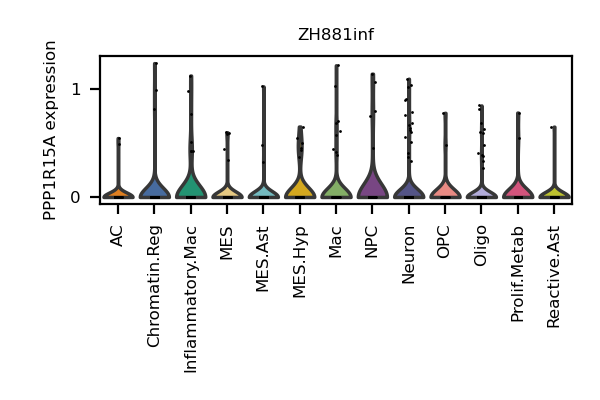 ZH881inf
PPP1R15A expression
1
0
AC
Chromatin.Reg
Inflammatory.Mac
MES
MES.Ast
MES.Hyp
Mac
NPC
Neuron
OPC
Oligo
Prolif.Metab
Reactive.Ast